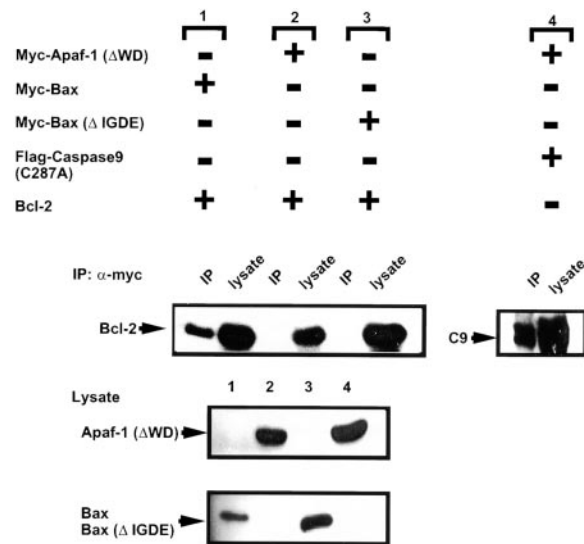 1 2 3 4
Myc-Apaf-1 (ΔWD) - + - +
Myc-Bax + - - -
Myc-Bax (Δ IGDE) - - + -
Flag-Caspase9 - - - +
(C287A)
Bcl-2 + + + -
IP: α-myc IP lysate IP lysate IP lysate IP lysate
Bcl-2 C9
Lysate 1 2 3 4
Apaf-1 (ΔWD)
Bax
Bax (Δ IGDE)